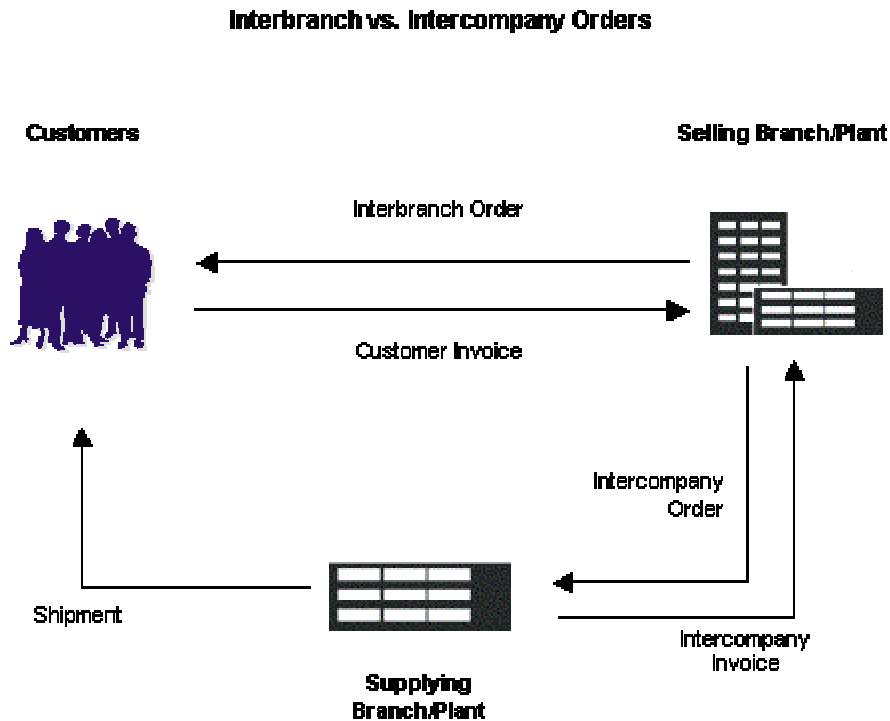 Interbranch vs. Intercompany Orders
Customers
Selling Branch/Plant
Interbranch Order
Customer Invoice
Intercompany
Order
Shipment
Intercompany
Invoice
Supplying
Branch/Plant